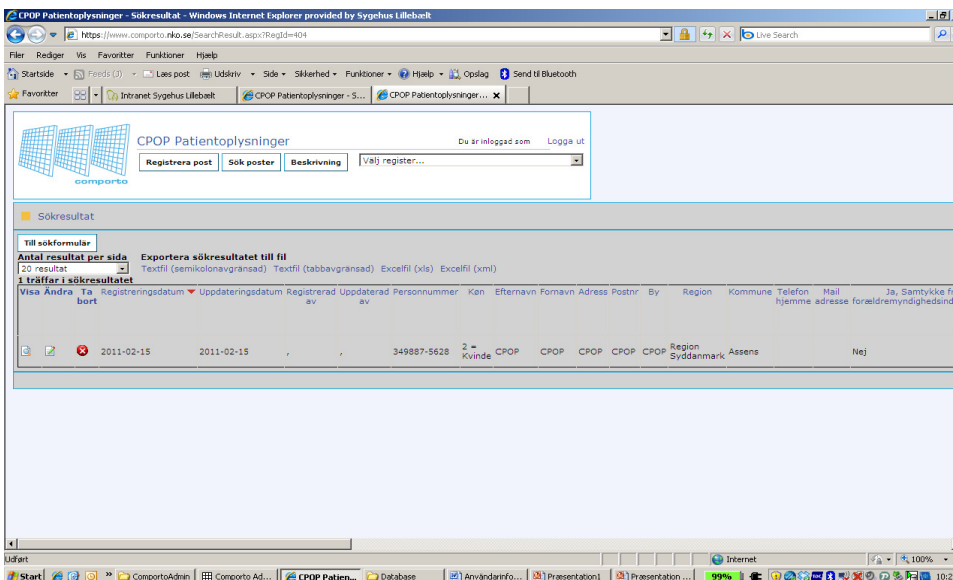 CPOP Patientoplysninger - Sökresultat - Windows Internet Explorer provided by Sygehus Lillebælt
https://www.comporto.nko.se/SearchResult.aspx?RegId=404
Live Search
Filer Rediger Vis Favoritter Funktioner Hjælp
Startside Feeds (J) Læs post Udskriv Side Sikkerhed Funktioner Hjælp Opslag Send til Bluetooth
Favoritter Intranet Sygehus Lillebælt CPOP Patientoplysninger - S... CPOP Patientoplysninger...
CPOP Patientoplysninger Du är inloggad som Logga ut
Registrera post Sök poster Beskrivning Välj register...
comporto
Sökresultat
Till sökformulär
Antal resultat per sida Exportera sökresultatet till fil
20 resultat Textfil (semikolonavgränsad) Textfil (tabbavgränsad) Excelfil (xls) Excelfil (xml)
1 träffar i sökresultatet
Visa Ändra Ta bort Registreringsdatum Uppdateringsdatum Registrerad av Uppdaterad av Personnummer Køn Efternavn Fornavn Adress Postnr By Region Kommune Telefon hjemme Mail adresse Ja, Samtykke fr forældremyndighedsind
2011-02-15 2011-02-15 , , 349887-5628 2 = Kvinde CPOP CPOP CPOP CPOP CPOP Region Syddanmark Assens Nej
Udført Internet 100%
Start ComportoAdmin Comporto Ad... CPOP Patien... Database Användarinfo... Præsentation1 Præsentation ... 99% 10:2